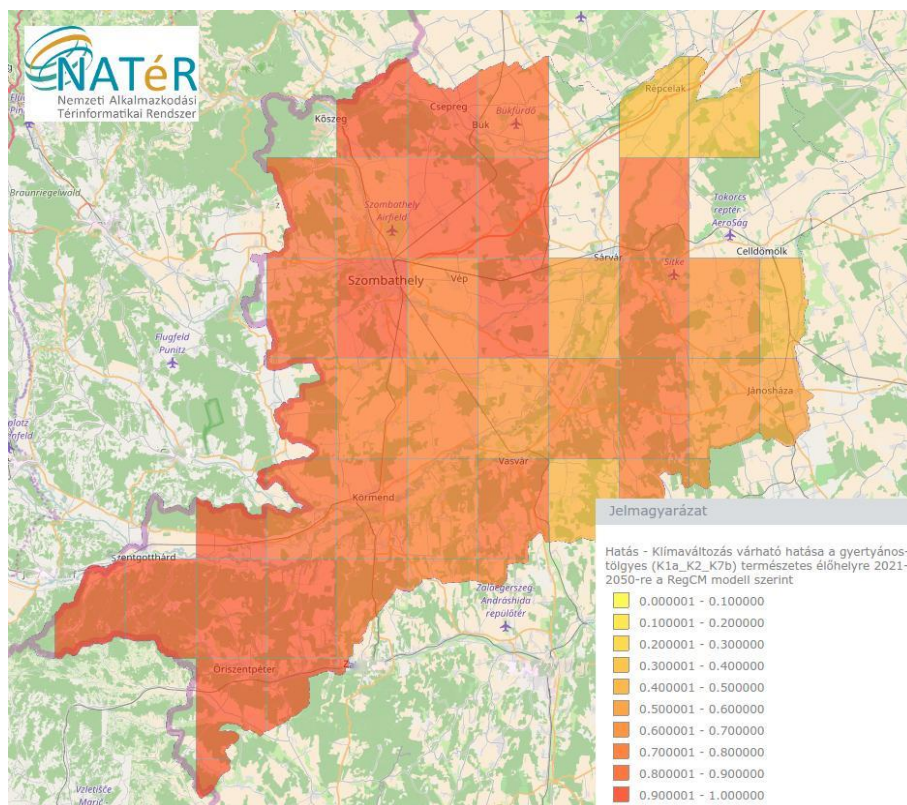 NATéR
Nemzeti Alkalmazkodási
Térinformatikai Rendszer
Répcelak
Csepreg
Bükfürdő
Kőszeg
Bük
Braunriegelwald
Szombathely
Airfield
Tokorcs
reptér
AeroSág
Celldömölk
Sárvár
Sitke
Szombathely
Vép
Flugfeld
Punitz
Jánosháza
Vasvár
Körmend
Szentgotthárd
Zalaegerszeg-
Andráshida
repülőtér
Őriszentpéter
Za
Vzletišče
Marič
Jelmagyarázat
Hatás - Klímaváltozás várható hatása a gyertyános-
tölgyes (K1a_K2_K7b) természetes élőhelyre 2021-
2050-re a RegCM modell szerint
0.000001 - 0.100000
0.100001 - 0.200000
0.200001 - 0.300000
0.300001 - 0.400000
0.400001 - 0.500000
0.500001 - 0.600000
0.600001 - 0.700000
0.700001 - 0.800000
0.800001 - 0.900000
0.900001 - 1.000000